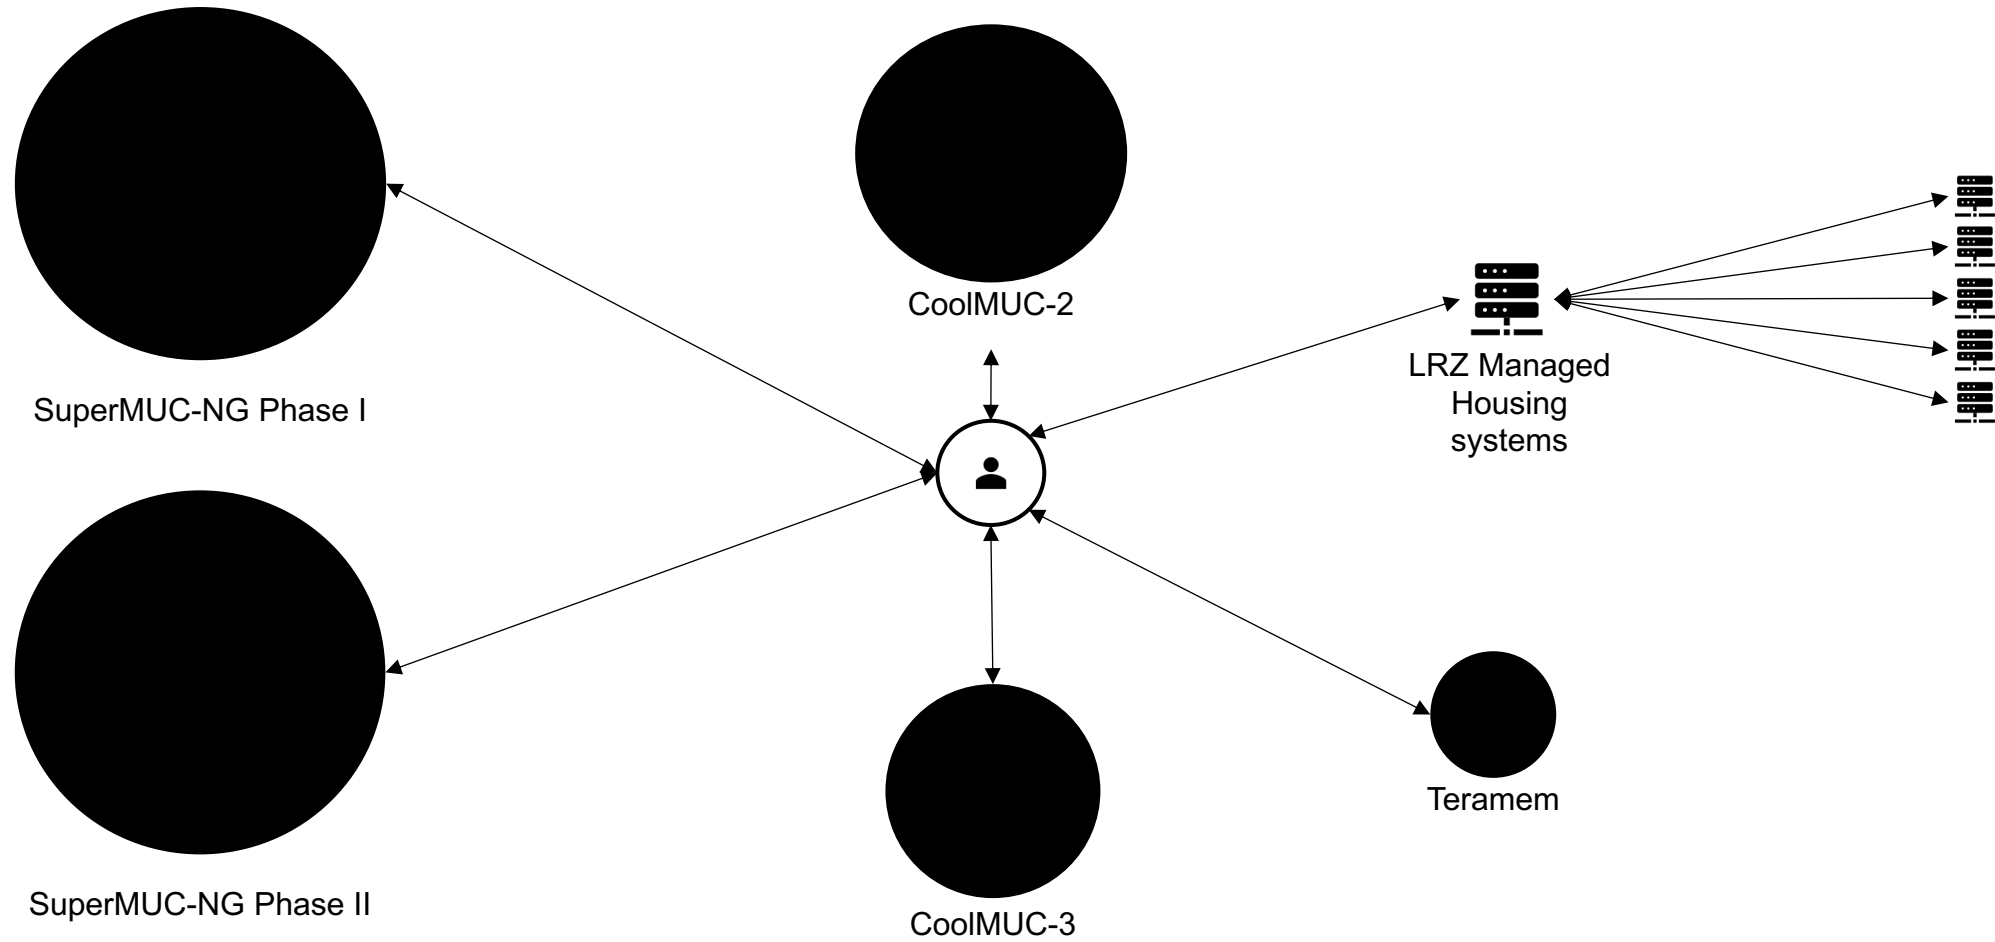 CoolMUC-2
LRZ Managed
Housing
systems
SuperMUC-NG Phase I
Teramem
SuperMUC-NG Phase II
CoolMUC-3